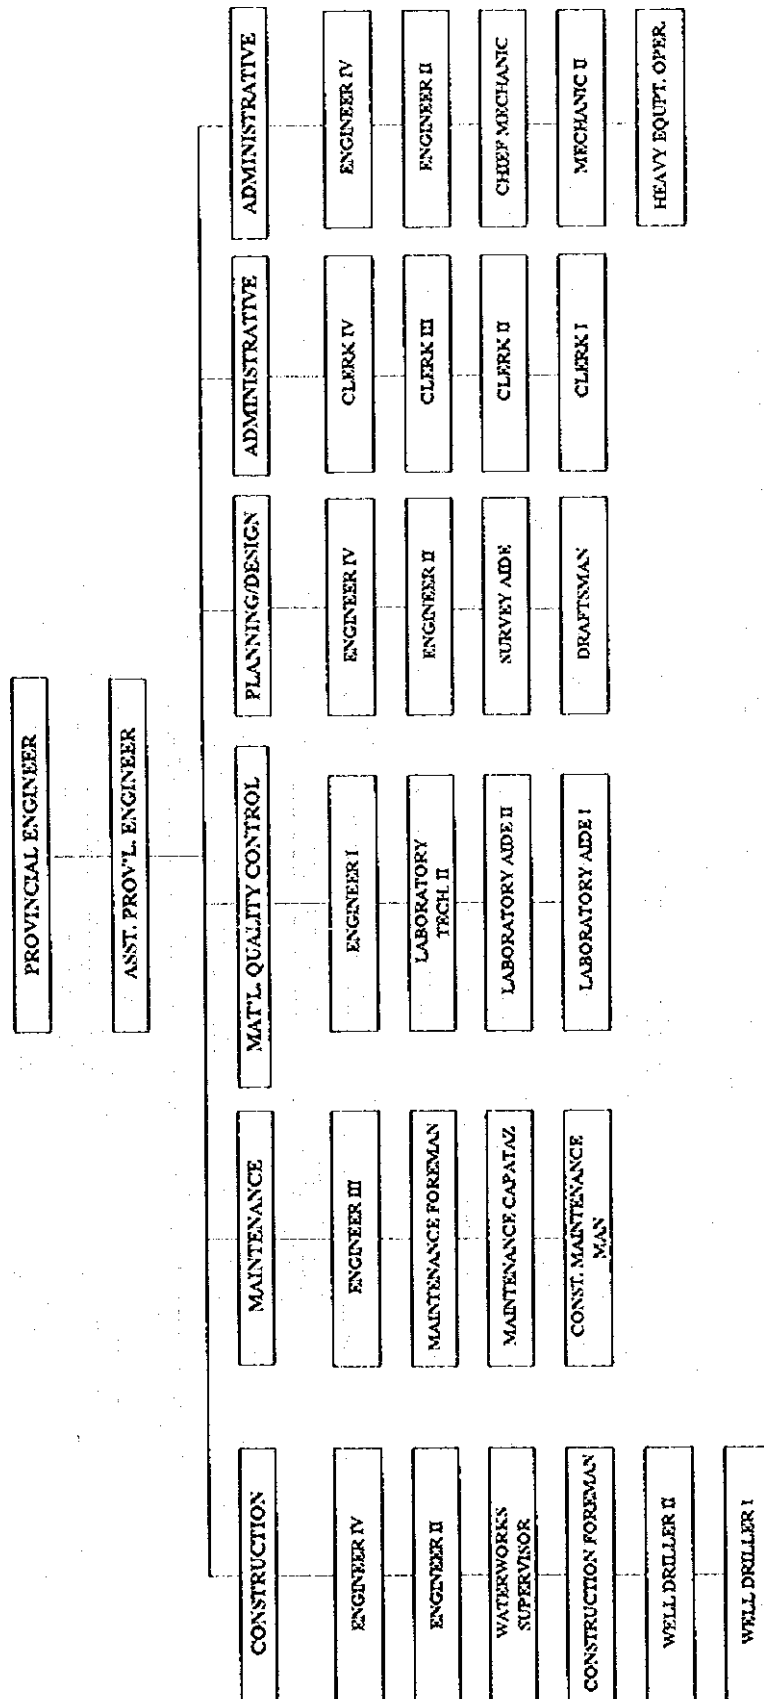 PROVINCIAL ENGINEER
ASST. PROV'L. ENGINEER
CONSTRUCTION
ENGINEER IV
ENGINEER II
WATERWORKS
SUPERVISOR
CONSTRUCTION FOREMAN
WELL DRILLER II
WELL DRILLER I
MAINTENANCE
ENGINEER III
MAINTENANCE FOREMAN
MAINTENANCE CAPATAZ
CONST. MAINTENANCE
MAN
MAT'L. QUALITY CONTROL
ENGINEER I
LABORATORY
TECH. II
LABORATORY AIDE II
LABORATORY AIDE I
PLANNING/DESIGN
ENGINEER IV
ENGINEER II
SURVEY AIDE
DRAFTSMAN
ADMINISTRATIVE
CLERK IV
CLERK III
CLERK II
CLERK I
ADMINISTRATIVE
ENGINEER IV
ENGINEER II
CHIEF MECHANIC
MECHANIC II
HEAVY EQUPT. OPER.